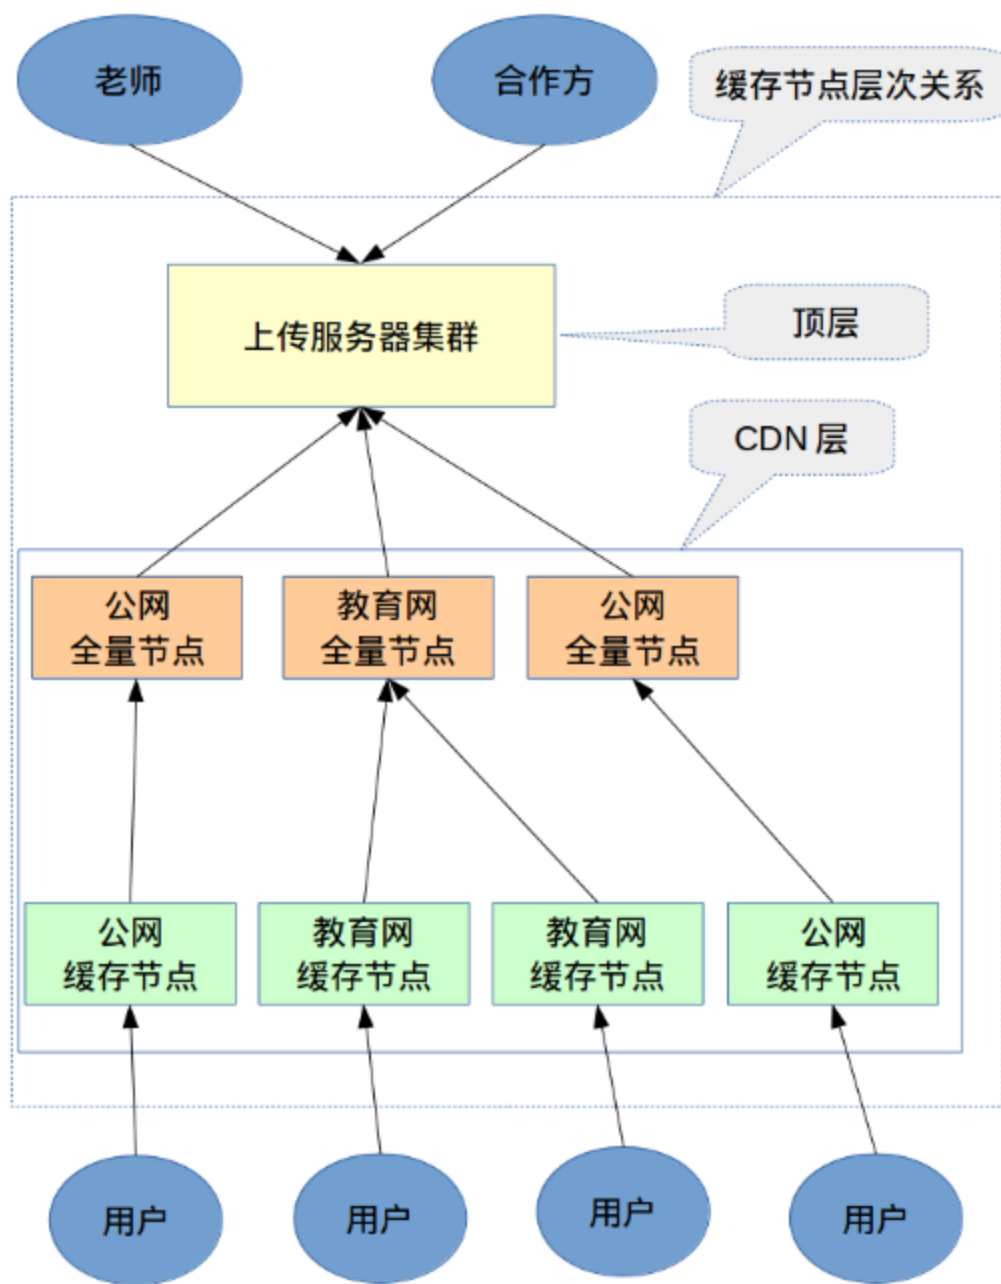 老师
合作方
缓存节点层次关系
上传服务器集群
顶层
CDN 层
公网
全量节点
教育网
全量节点
公网
全量节点
公网
缓存节点
教育网
缓存节点
教育网
缓存节点
公网
缓存节点
用户
用户
用户
用户